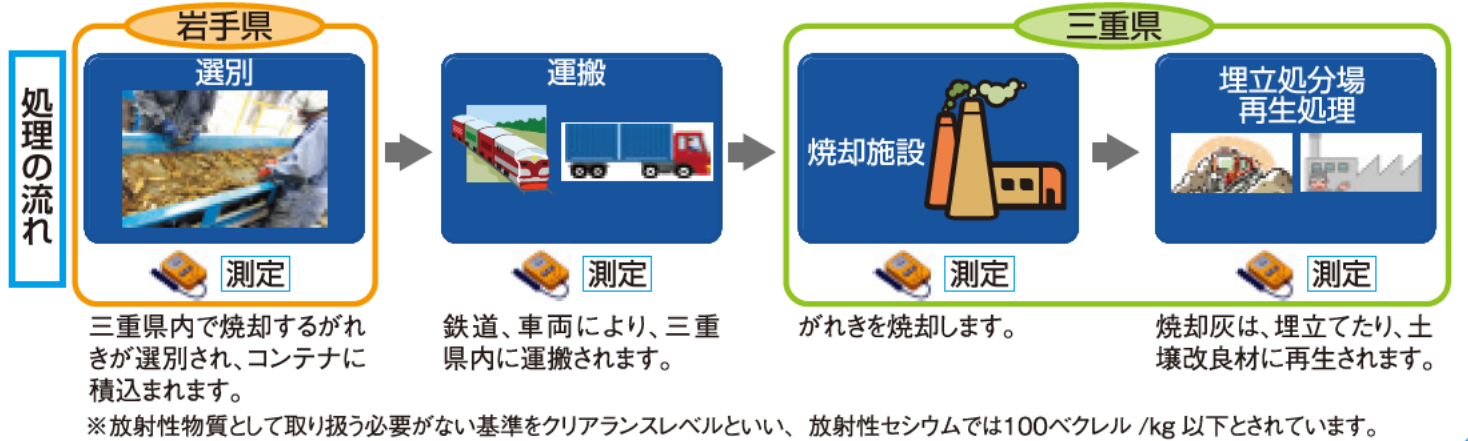 処理の流れ
岩手県
選別
測定
三重県内で焼却するがれ
きが選別され、コンテナに
積込まれます。
運搬
測定
鉄道、車両により、三重
県内に運搬されます。
三重県
焼却施設
測定
がれきを焼却します。
埋立処分場
再生処理
測定
焼却灰は、埋立てたり、土
壌改良材に再生されます。
※放射性物質として取り扱う必要がない基準をクリアランスレベルといい、放射性セシウムでは100ベクレル /kg 以下とされています。